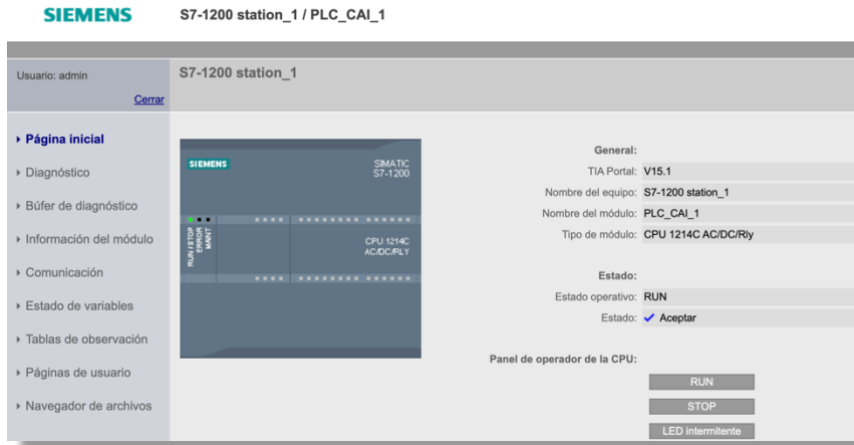 SIEMENS
S7-1200 station_1 / PLC_CAI_1
Usuario: admin
S7-1200 station_1
Cerrar
Página inicial
Diagnóstico
Búfer de diagnóstico
Información del módulo
Comunicación
Estado de variables
Tablas de observación
Páginas de usuario
Navegador de archivos
SIEMENS
SIMATIC
S7-1200
RUN / STOP
ERROR
MAINT
CPU 1214C
AC/DC/RLY
General:
TIA Portal: V15.1
Nombre del equipo: S7-1200 station_1
Nombre del módulo: PLC_CAI_1
Tipo de módulo: CPU 1214C AC/DC/Rly
Estado:
Estado operativo: RUN
Estado: ✓ Aceptar
Panel de operador de la CPU:
RUN
STOP
LED intermitente